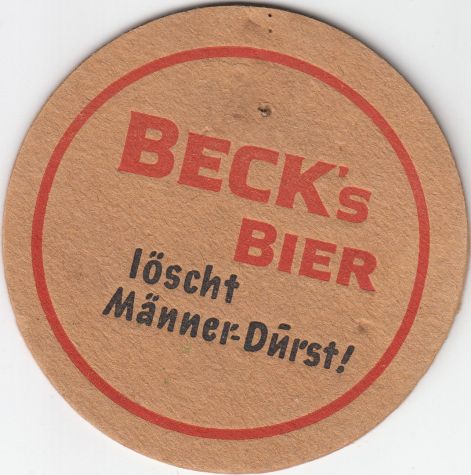 BECK's
BIER
löscht
Männer-Durst!